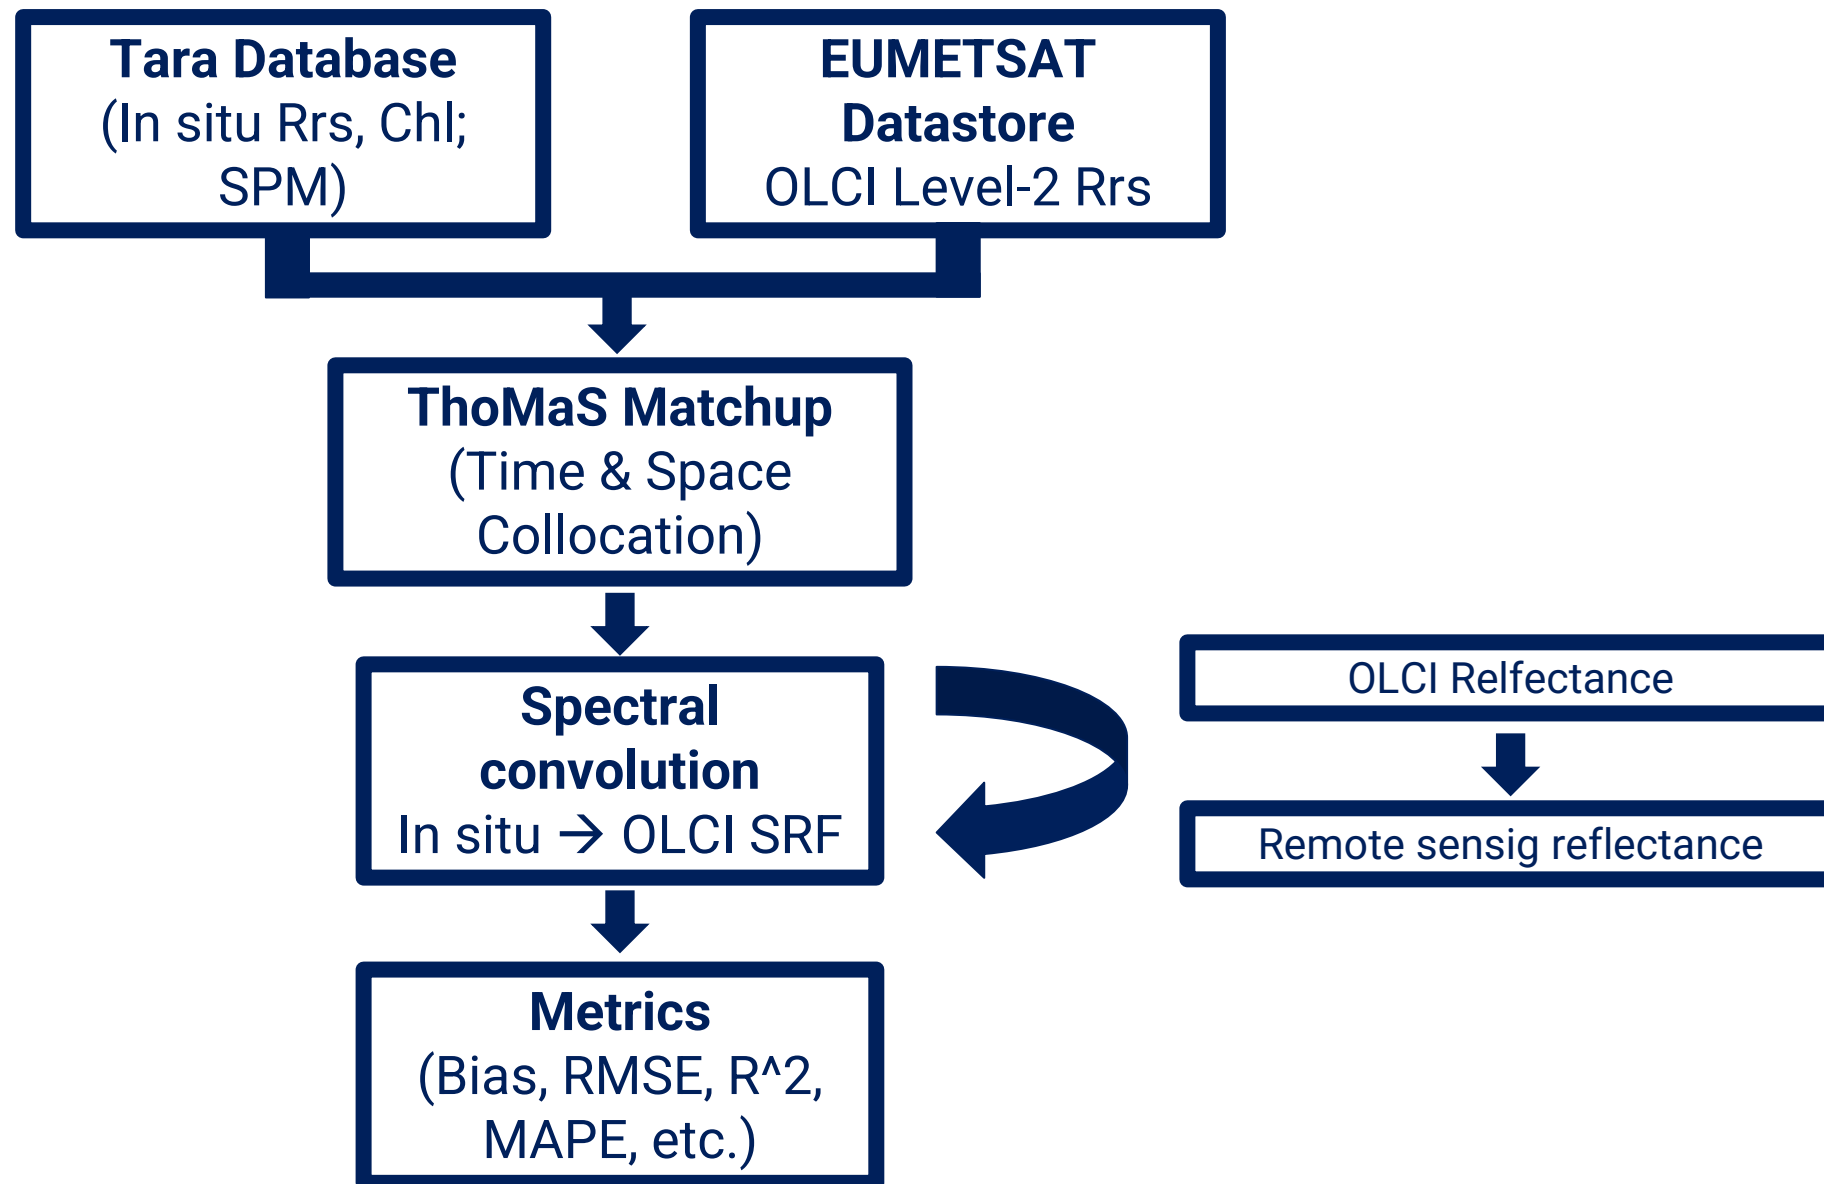 Tara Database
(In situ Rrs, Chl;
SPM)
EUMETSAT
Datastore
OLCI Level-2 Rrs
ThoMaS Matchup
(Time & Space
Collocation)
Spectral
convolution
In situ → OLCI SRF
OLCI Relfectance
Remote sensig reflectance
Metrics
(Bias, RMSE, R^2,
MAPE, etc.)